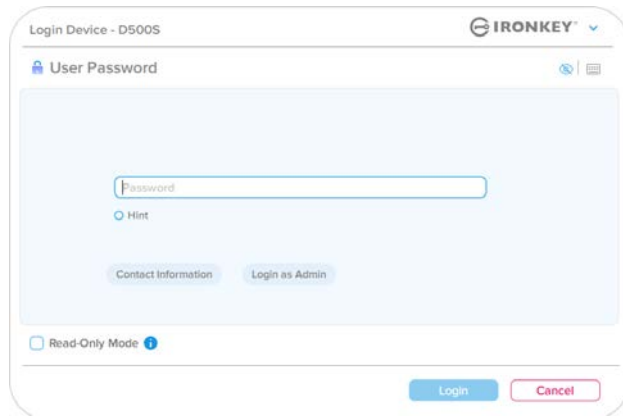 Login Device - D500S IRONKEY
User Password
Password
Hint
Contact Information Login as Admin
Read-Only Mode
Login Cancel